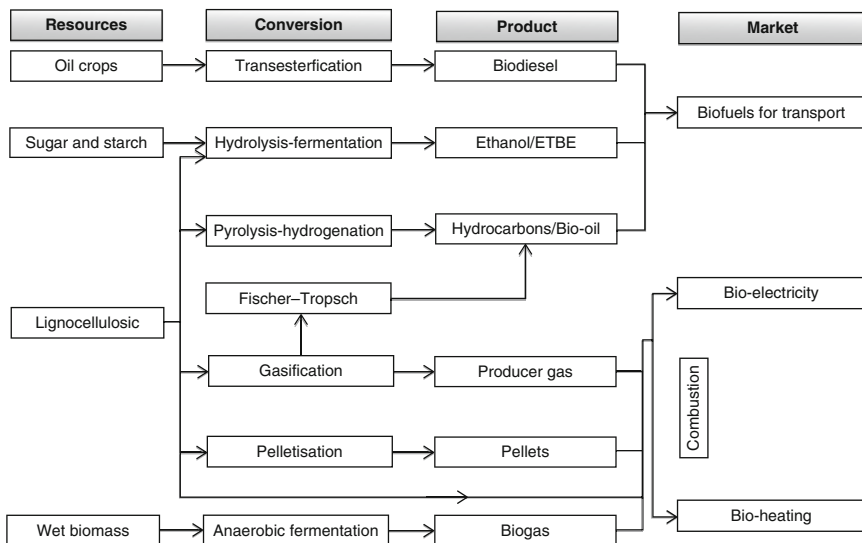 Resources
Conversion
Product
Market
Oil crops
Transesterfication
Biodiesel
Biofuels for transport
Sugar and starch
Hydrolysis-fermentation
Ethanol/ETBE
Pyrolysis-hydrogenation
Hydrocarbons/Bio-oil
Fischer–Tropsch
Bio-electricity
Lignocellulosic
Gasification
Producer gas
Combustion
Pelletisation
Pellets
Wet biomass
Anaerobic fermentation
Biogas
Bio-heating